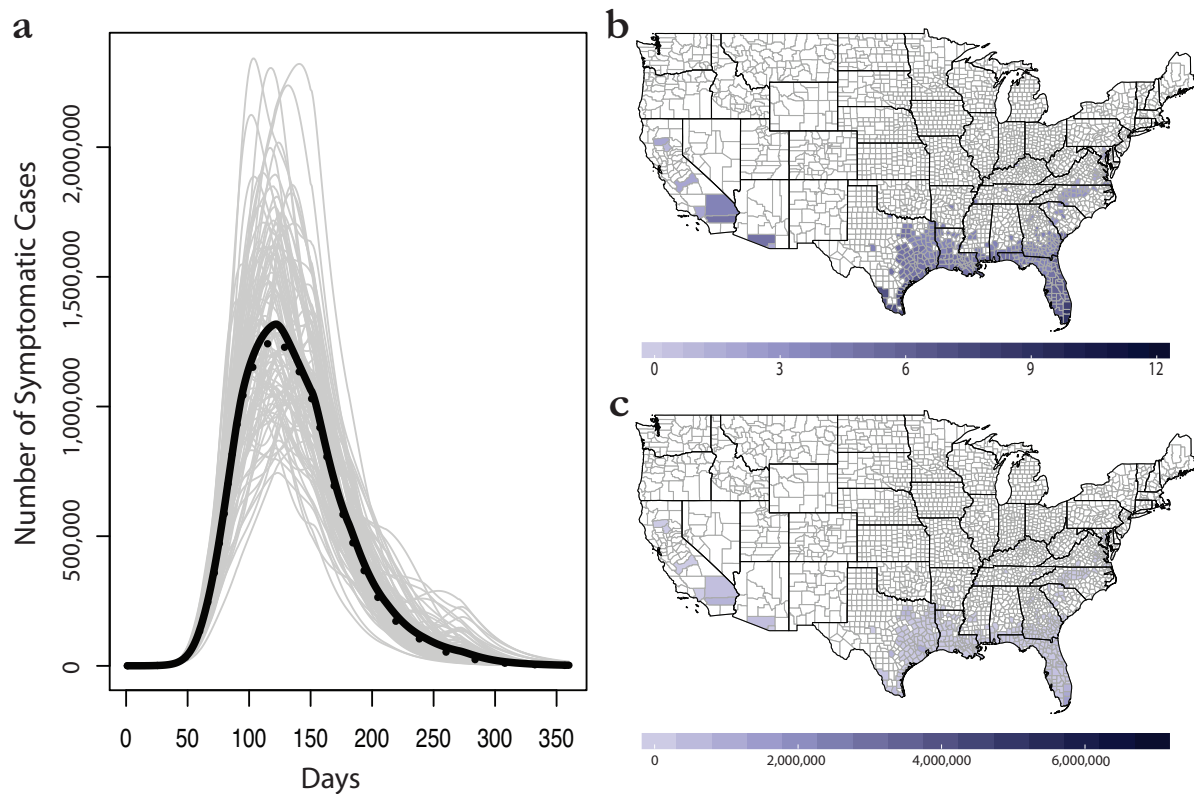 a
Number of Symptomatic Cases
0
500,000
1,000,000
1,500,000
2,000,000
0 50 100 150 200 250 300 350
Days
b
0 3 6 9 12
c
0 2,000,000 4,000,000 6,000,000